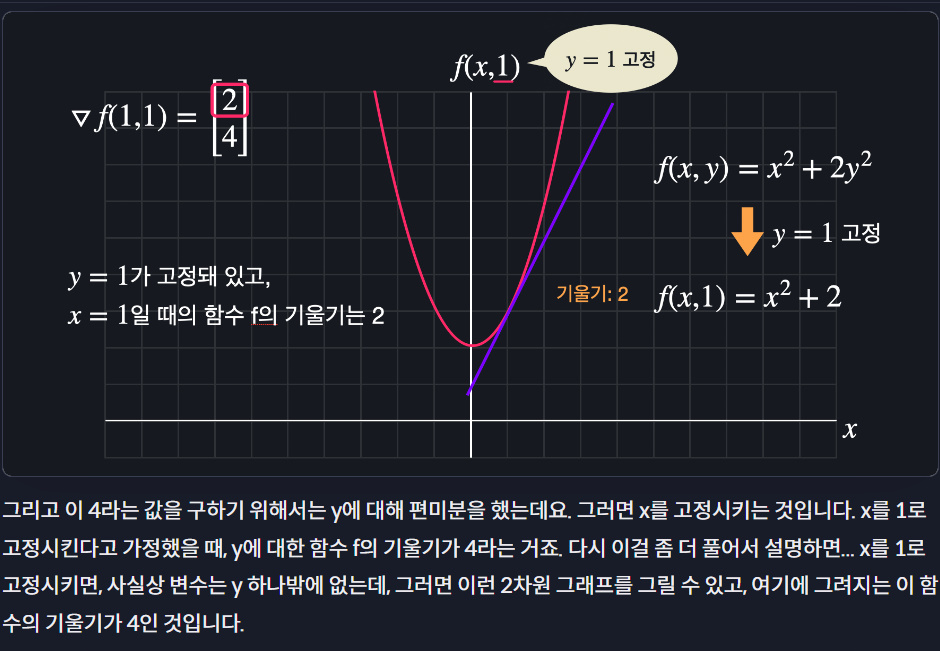 f(x,1)
y = 1 고정
▽ f(1,1) = [2 4]
f(x, y) = x² + 2y²
y = 1 고정
y = 1가 고정돼 있고,
x = 1일 때의 함수 f의 기울기는 2
기울기: 2
f(x,1) = x² + 2
x
그리고 이 4라는 값을 구하기 위해서는 y에 대해 편미분을 했는데요. 그러면 x를 고정시키는 것입니다. x를 1로
고정시킨다고 가정했을 때, y에 대한 함수 f의 기울기가 4라는 거죠. 다시 이걸 좀 더 풀어서 설명하면... x를 1로
고정시키면, 사실상 변수는 y 하나밖에 없는데, 그러면 이런 2차원 그래프를 그릴 수 있고, 여기에 그려지는 이 함
수의 기울기가 4인 것입니다.